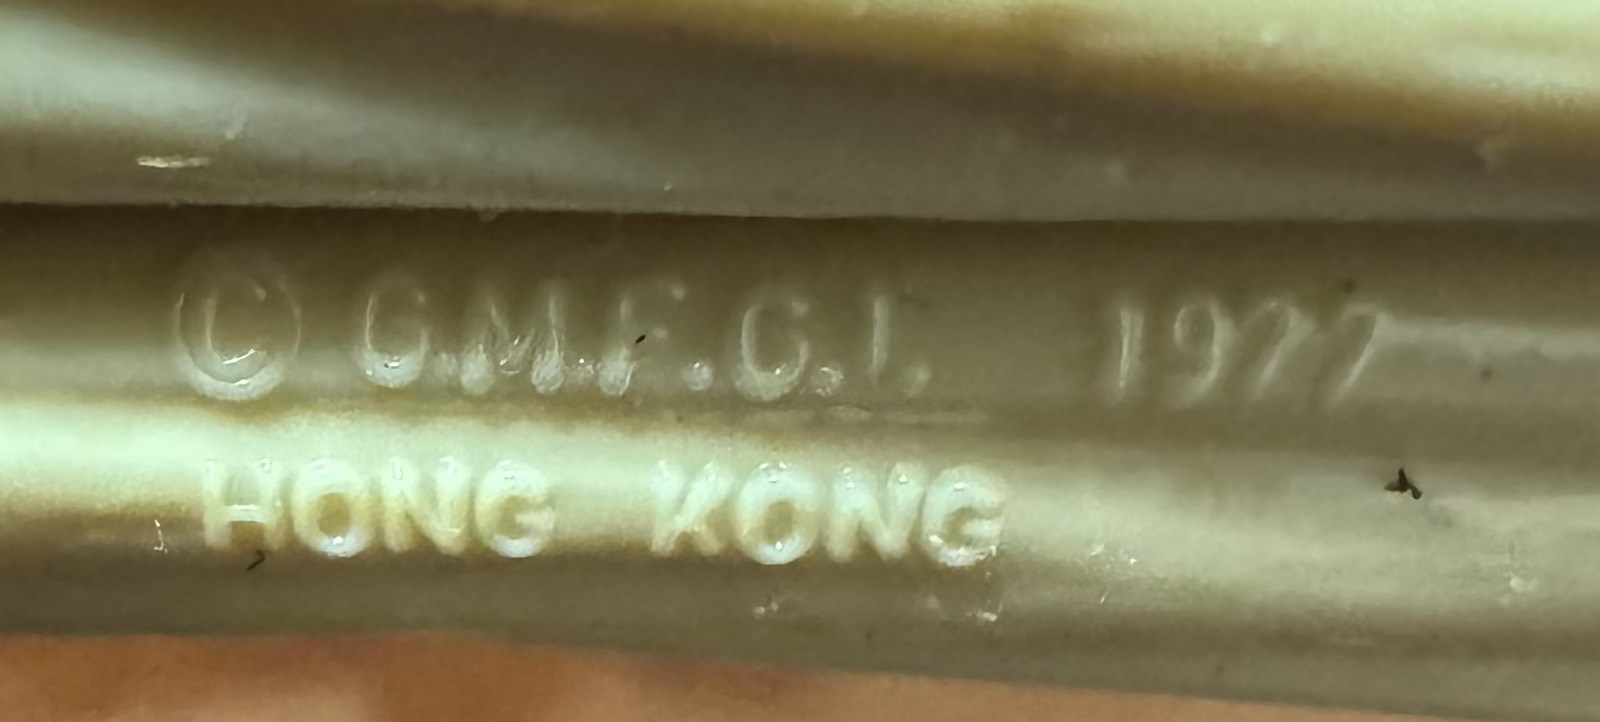 © G.M.F.G.I. 1977
HONG KONG